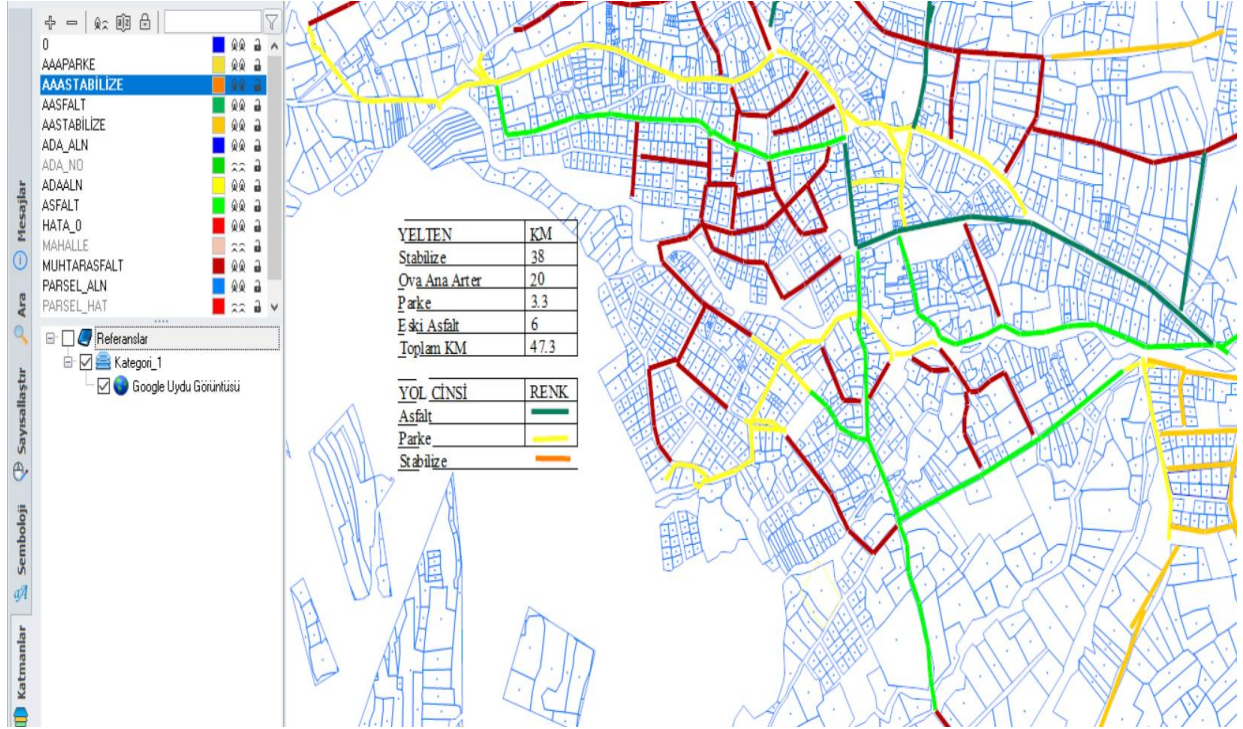 0
AAAPARKE
AAASTABİLİZE
AASFALT
AASTABİLİZE
ADA_ALN
ADA_NO
ADAALN
ASFALT
HATA_0
MAHALLE
MUHTARASFALT
PARSEL_ALN
PARSEL_HAT
Referanslar
Kategori_1
Google Uydu Görüntüsü
Mesajlar
Ara
Sayısallaştır
Semboloji
Katmanlar
YELTEN KM
Stabilize 38
Ova Ana Arter 20
Parke 3.3
Eski Asfalt 6
Toplam KM 47.3
YOL CİNSİ RENK
Asfalt
Parke
Stabilize